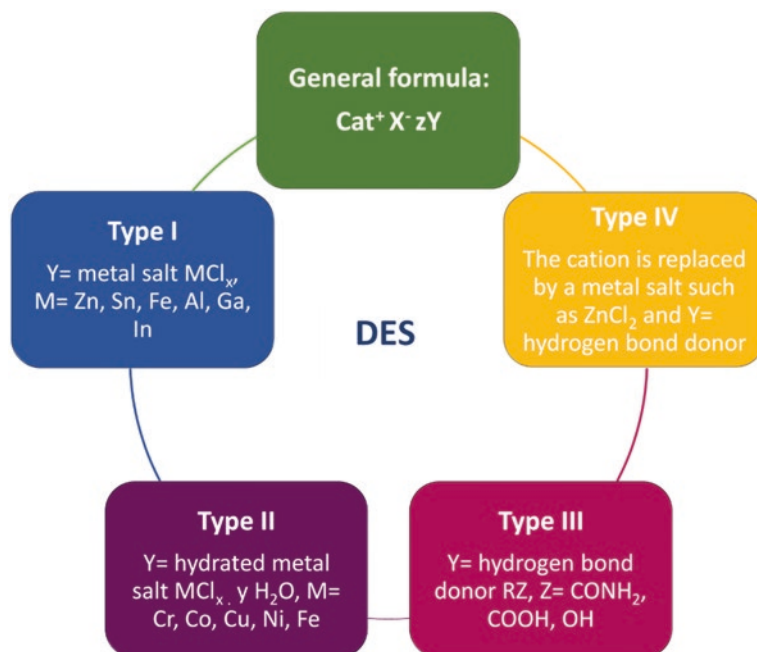 General formula:
Cat⁺ X⁻ zY
Type I
Y= metal salt MClₓ,
M= Zn, Sn, Fe, Al, Ga,
In
Type IV
The cation is replaced
by a metal salt such
as ZnCl₂ and Y=
hydrogen bond donor
DES
Type II
Y= hydrated metal
salt MClₓ . y H₂O, M=
Cr, Co, Cu, Ni, Fe
Type III
Y= hydrogen bond
donor RZ, Z= CONH₂,
COOH, OH